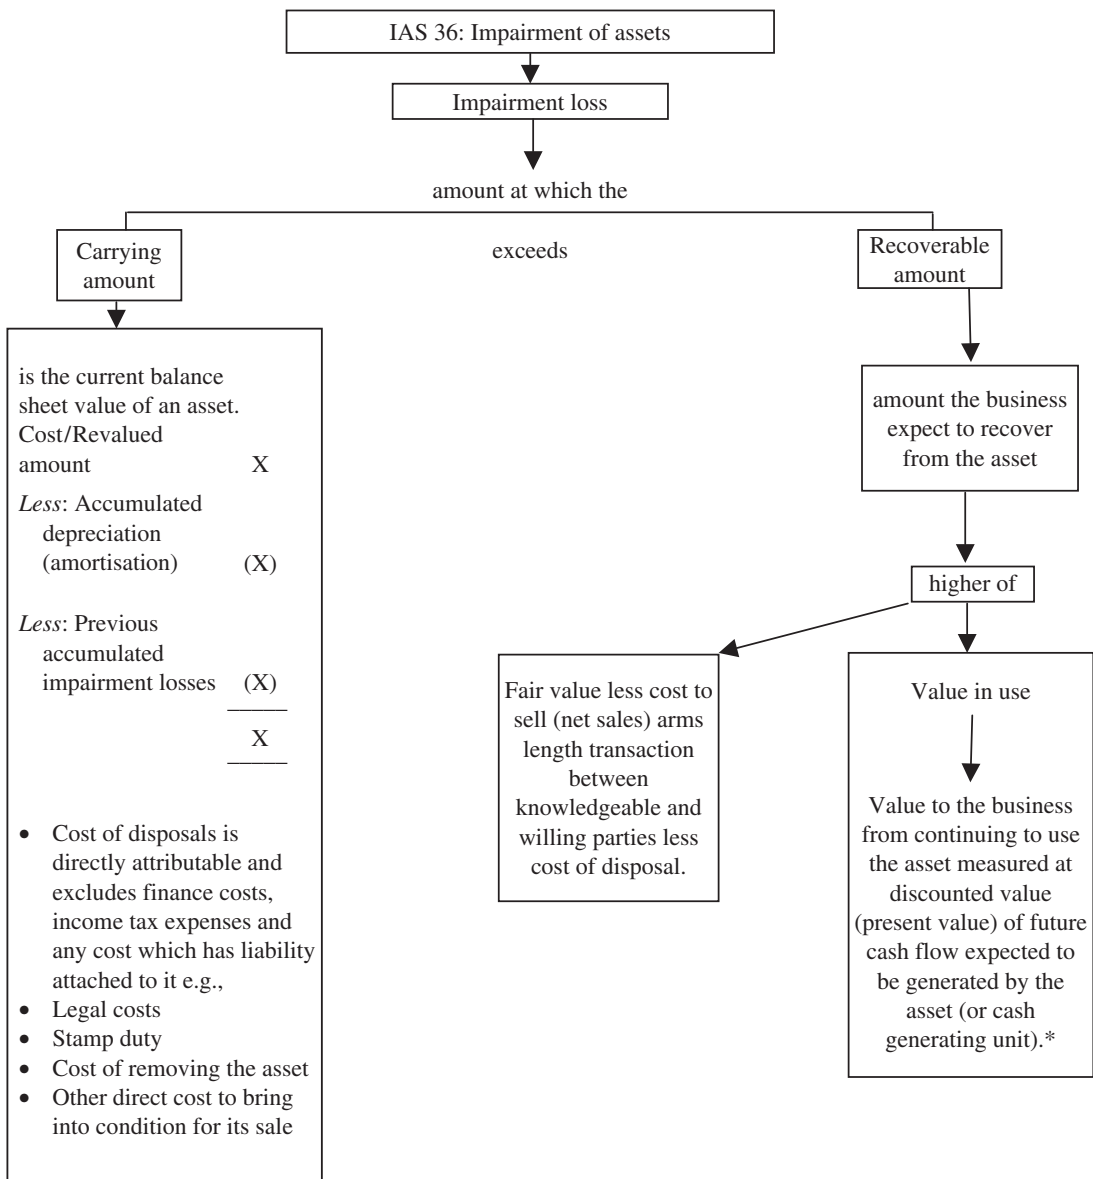 IAS 36: Impairment of assets
Impairment loss
amount at which the
Carrying
amount
exceeds
Recoverable
amount
is the current balance
sheet value of an asset.
Cost/Revalued
amount X
Less: Accumulated
depreciation
(amortisation) (X)
Less: Previous
accumulated
impairment losses (X)
X
• Cost of disposals is
directly attributable and
excludes finance costs,
income tax expenses and
any cost which has liability
attached to it e.g.,
• Legal costs
• Stamp duty
• Cost of removing the asset
• Other direct cost to bring
into condition for its sale
amount the business
expect to recover
from the asset
higher of
Fair value less cost to
sell (net sales) arms
length transaction
between
knowledgeable and
willing parties less
cost of disposal.
Value in use
Value to the business
from continuing to use
the asset measured at
discounted value
(present value) of future
cash flow expected to
be generated by the
asset (or cash
generating unit).*